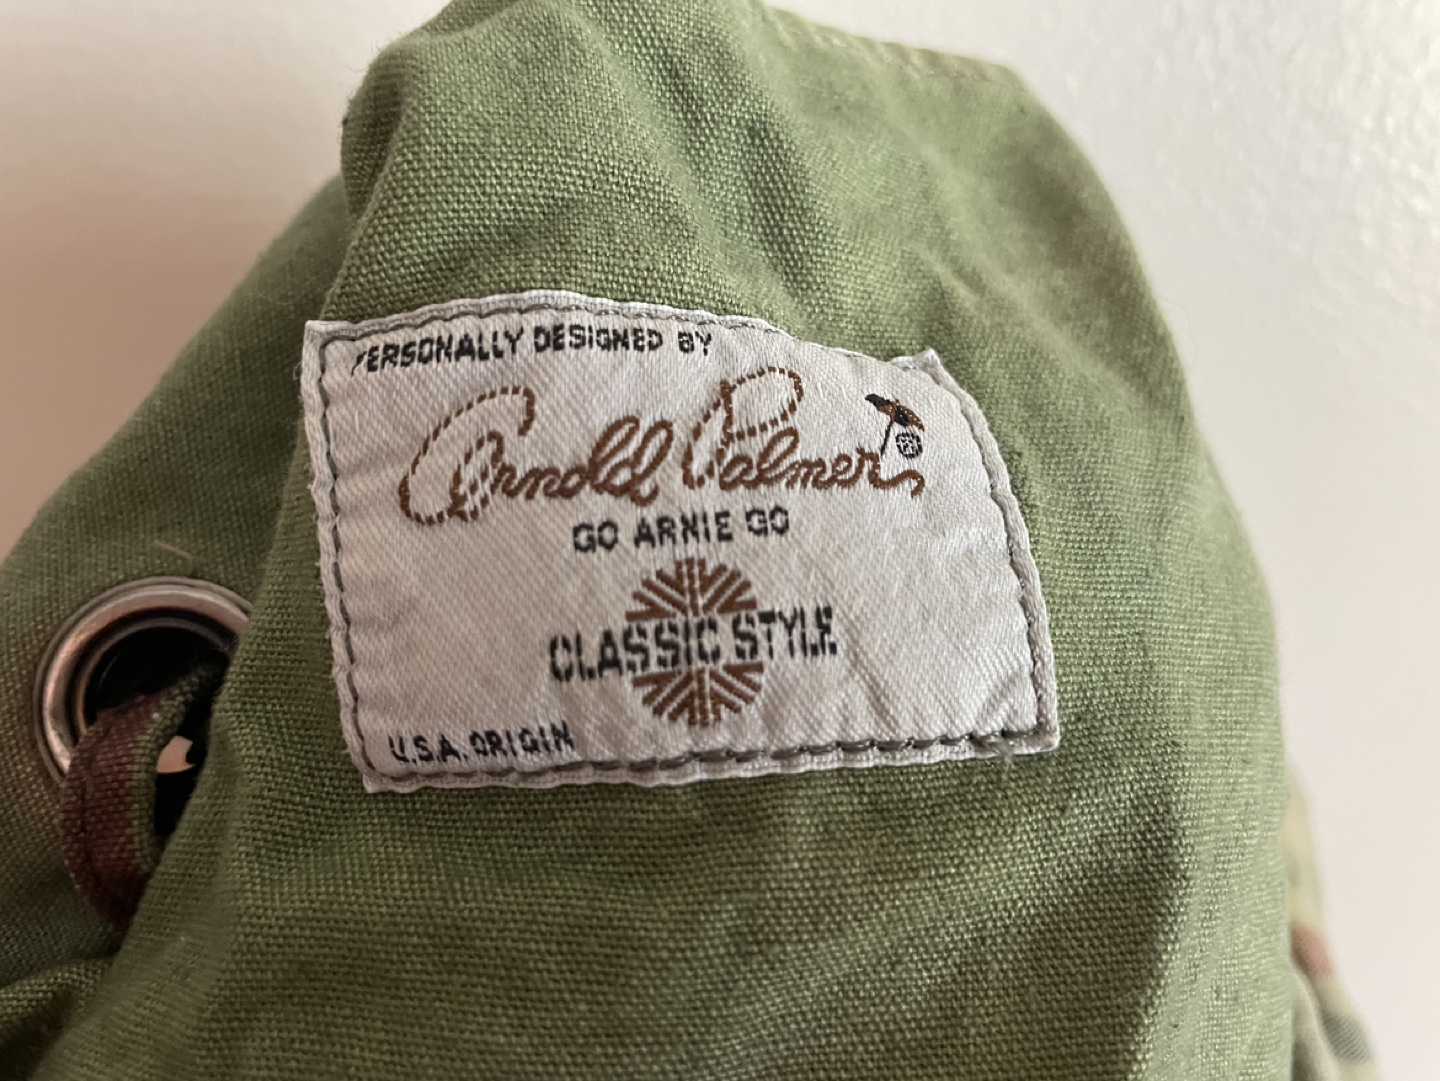 PERSONALLY DESIGNED BY
Arnold Palmer
GO ARNIE GO
CLASSIC STYLE
U.S.A. ORIGIN